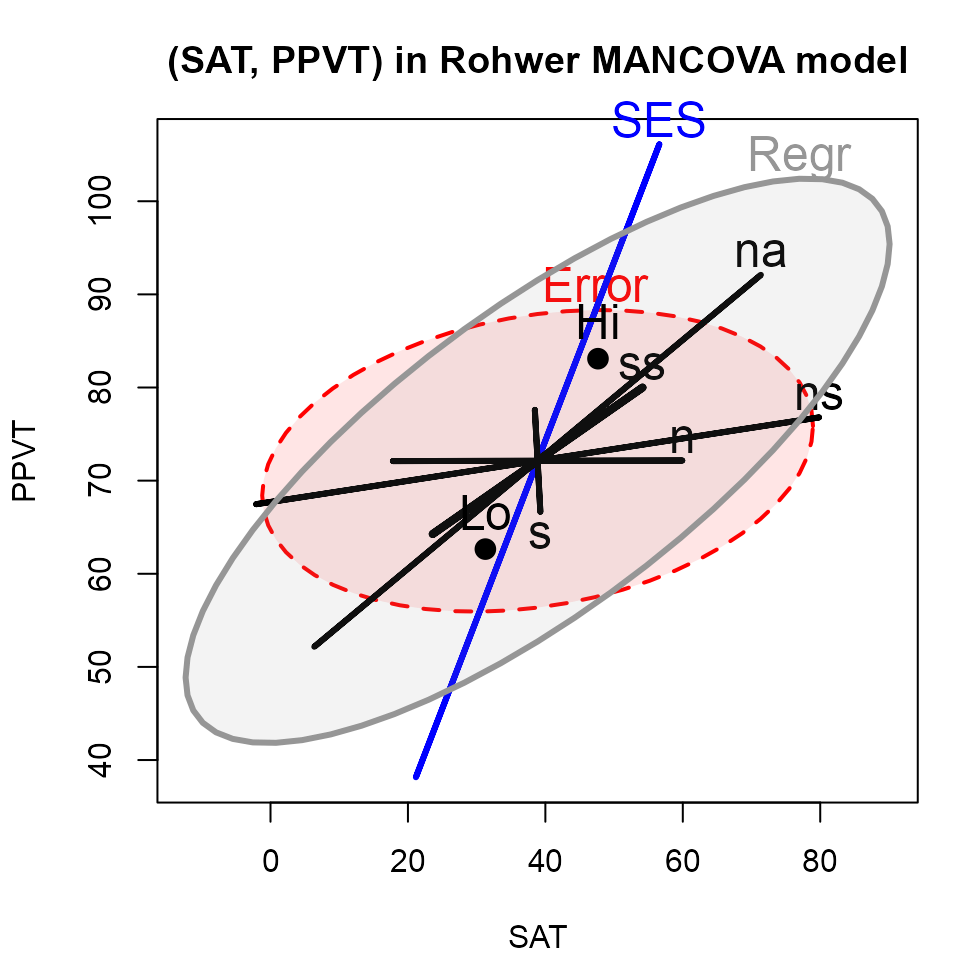 (SAT, PPVT) in Rohwer MANCOVA model
SES
Regr
na
Error
Hi
ss
ns
n
Lo
s
PPVT
100
90
80
70
60
50
40
0 20 40 60 80
SAT